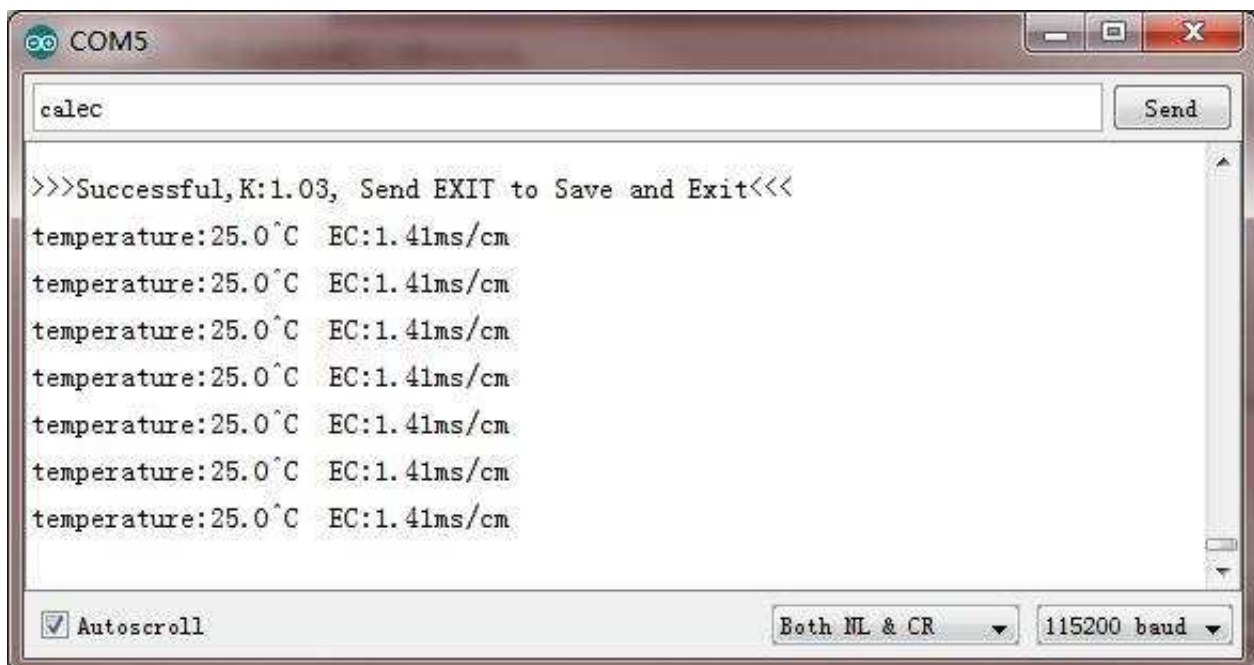 COM5
calec
Send
>>>Successful,K:1.03, Send EXIT to Save and Exit<<<
temperature:25.0^C  EC:1.41ms/cm
temperature:25.0^C  EC:1.41ms/cm
temperature:25.0^C  EC:1.41ms/cm
temperature:25.0^C  EC:1.41ms/cm
temperature:25.0^C  EC:1.41ms/cm
temperature:25.0^C  EC:1.41ms/cm
temperature:25.0^C  EC:1.41ms/cm
Autoscroll
Both NL & CR
115200 baud